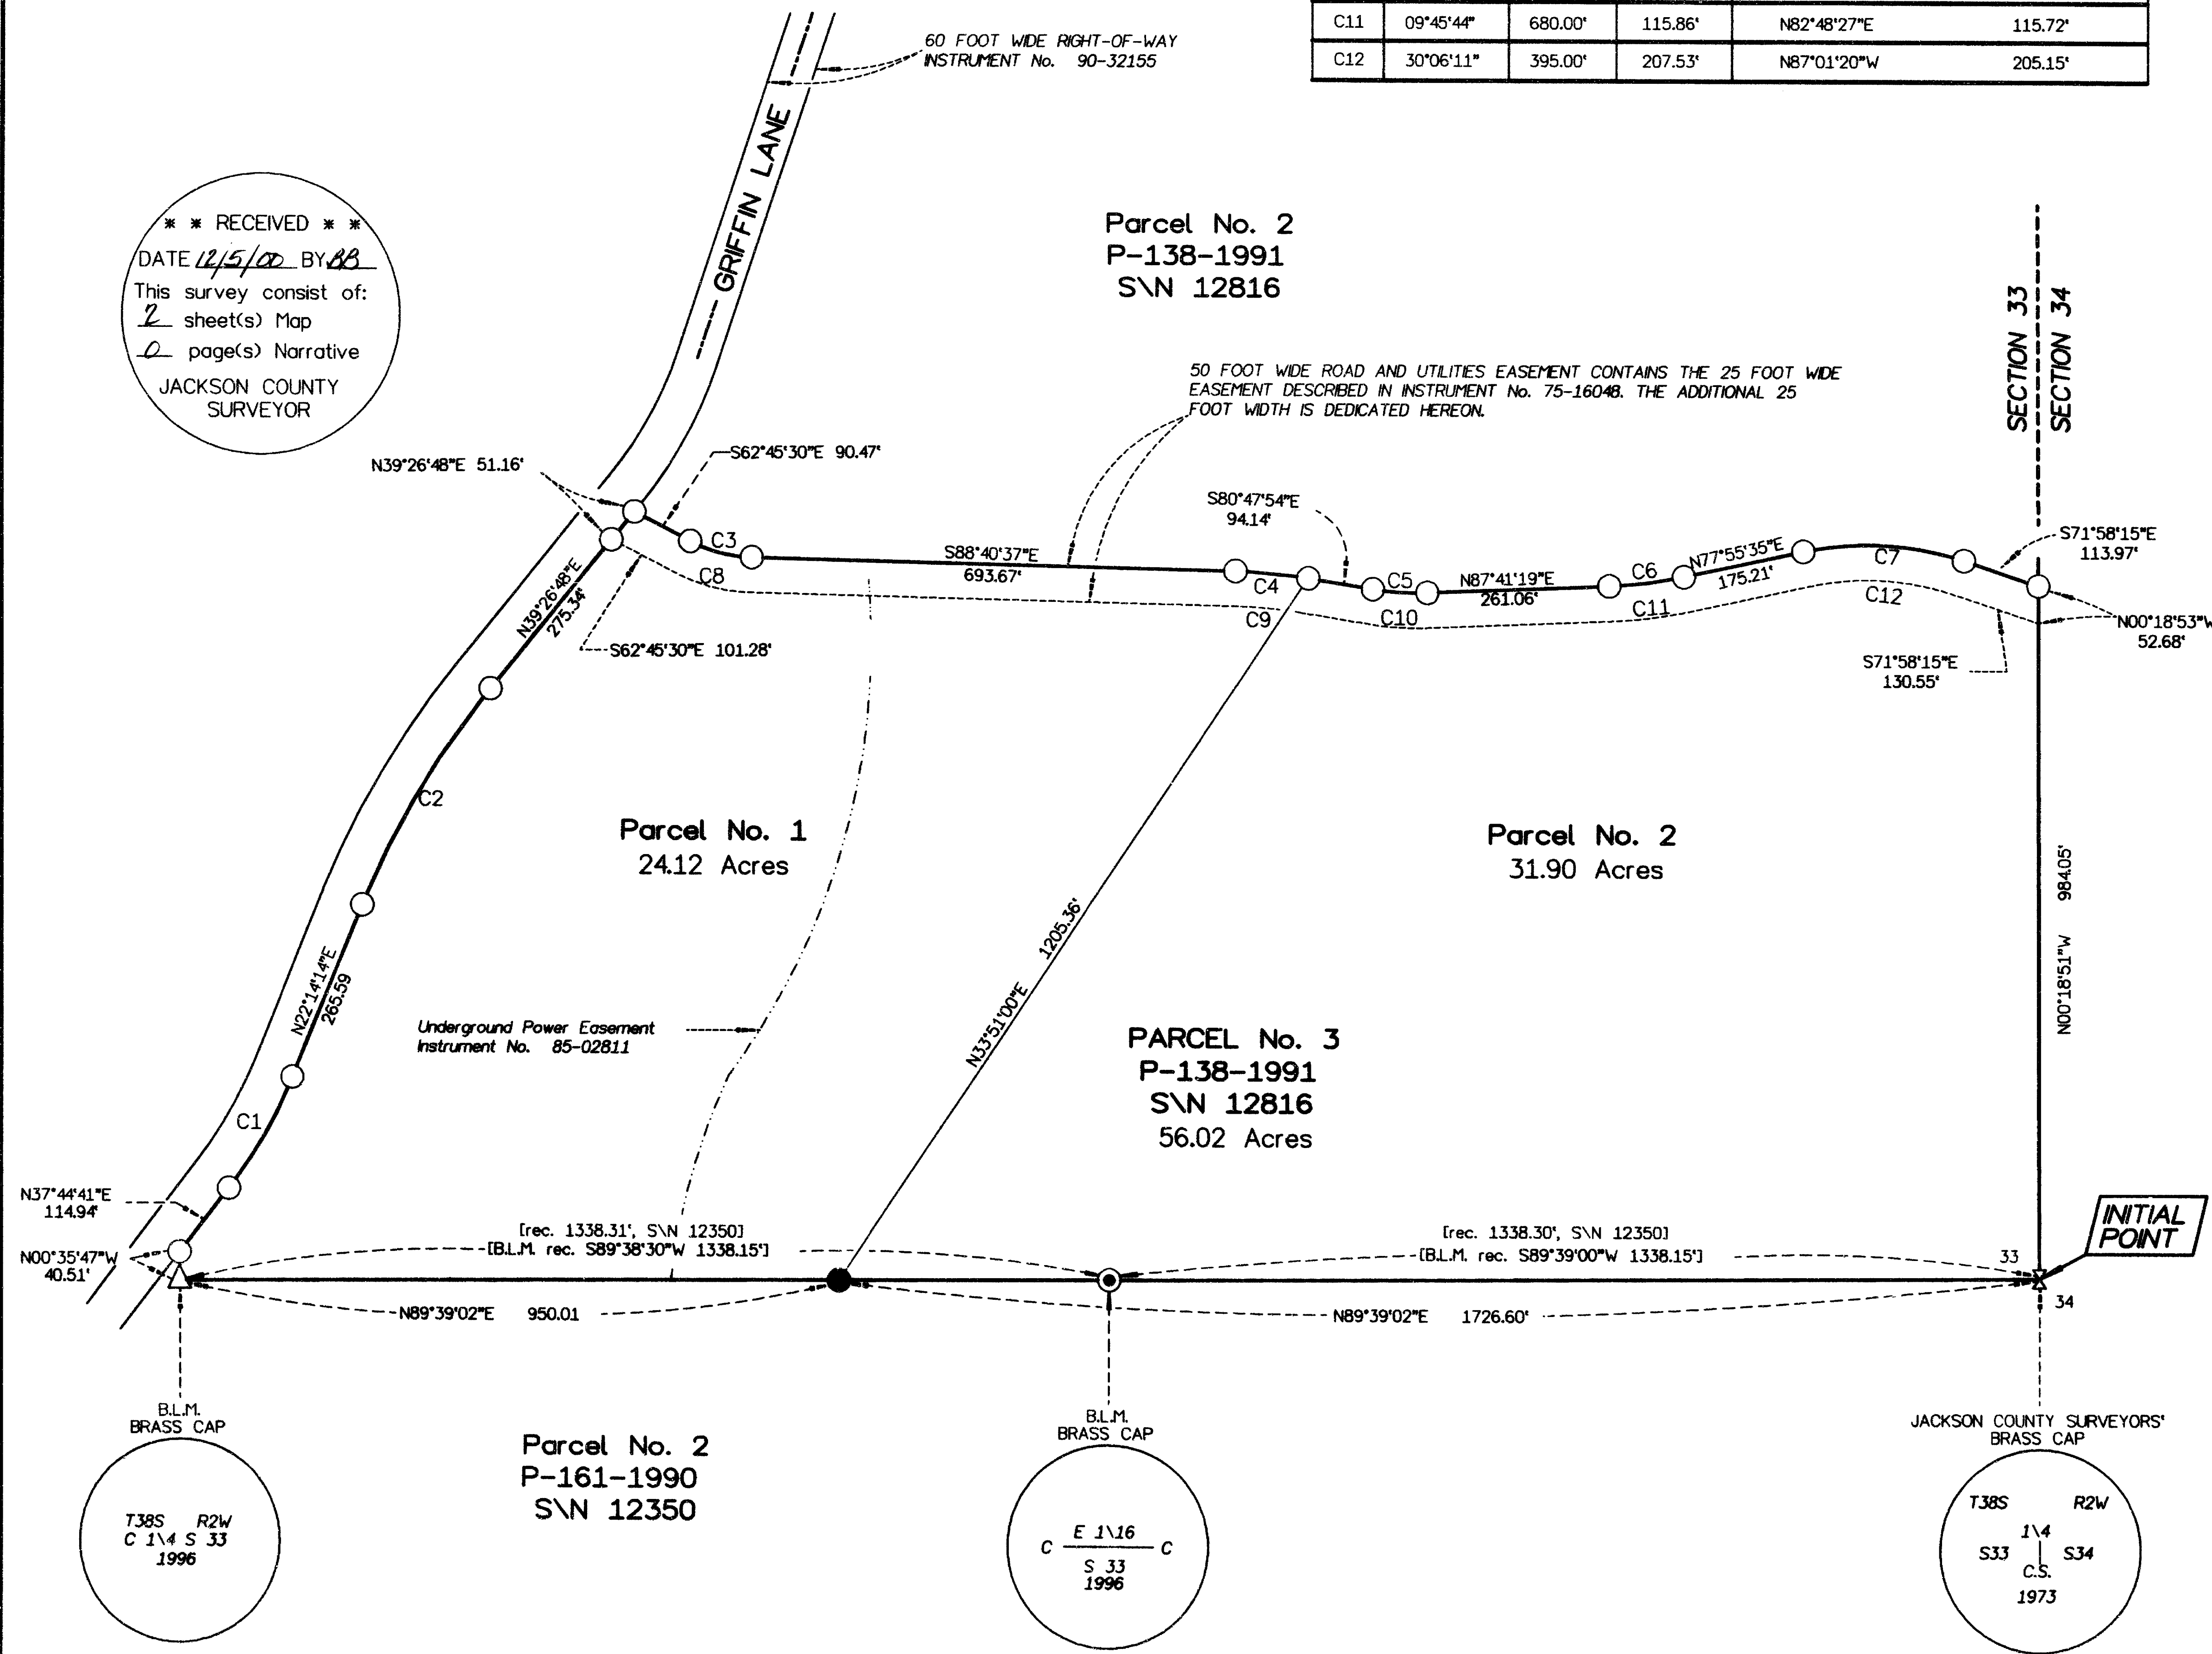 C11 09°45'44" 680.00' 115.86' N82°48'27"E 115.72'
C12 30°06'11" 395.00' 207.53' N87°01'20"W 205.15'
60 FOOT WIDE RIGHT-OF-WAY
INSTRUMENT No. 90-32155
GRIFFIN LANE
* * RECEIVED * *
DATE 12/5/00 BY BB
This survey consist of:
2 sheet(s) Map
0 page(s) Narrative
JACKSON COUNTY
SURVEYOR
Parcel No. 2
P-138-1991
S\N 12816
SECTION 33
SECTION 34
50 FOOT WIDE ROAD AND UTILITIES EASEMENT CONTAINS THE 25 FOOT WIDE
EASEMENT DESCRIBED IN INSTRUMENT No. 75-16048. THE ADDITIONAL 25
FOOT WIDTH IS DEDICATED HEREON.
N39°26'48"E 51.16'
S62°45'30"E 90.47'
S80°47'54"E
94.14'
S71°58'15"E
113.97'
C3
S88°40'37"E
693.67'
C4
C5
N87°41'19"E
261.06'
C6
N77°55'35"E
175.21'
C7
C8
C9
C10
C11
C12
N00°18'53"W
52.68'
N39°26'48"E
275.34'
S62°45'30"E 101.28'
S71°58'15"E
130.55'
C2
Parcel No. 1
24.12 Acres
Parcel No. 2
31.90 Acres
N00°18'51"W 984.05'
N33°51'00"E 1205.36'
N22°14'14"E
265.59
Underground Power Easement
Instrument No. 85-02811
PARCEL No. 3
P-138-1991
S\N 12816
56.02 Acres
C1
N37°44'41"E
114.94'
N00°35'47"W
40.51'
[rec. 1338.31', S\N 12350]
[B.L.M. rec. S89°38'30"W 1338.15']
[rec. 1338.30', S\N 12350]
[B.L.M. rec. S89°39'00"W 1338.15']
INITIAL
POINT
33
34
N89°39'02"E 950.01
N89°39'02"E 1726.60'
B.L.M.
BRASS CAP
T38S R2W
C 1\4 S 33
1996
Parcel No. 2
P-161-1990
S\N 12350
B.L.M.
BRASS CAP
E 1\16
C C
S 33
1996
JACKSON COUNTY SURVEYORS'
BRASS CAP
T38S R2W
1\4
S33 S34
C.S.
1973